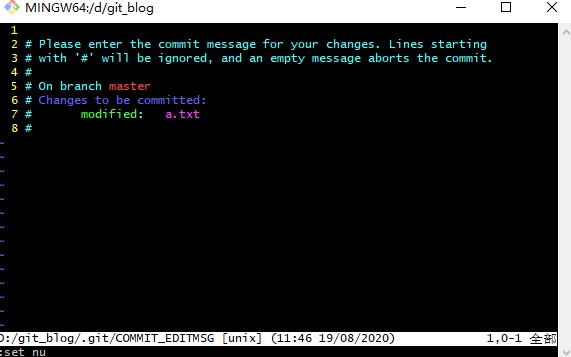 MINGW64:/d/git_blog
1
2 # Please enter the commit message for your changes. Lines starting
3 # with '#' will be ignored, and an empty message aborts the commit.
4 #
5 # On branch master
6 # Changes to be committed:
7 #       modified:   a.txt
8 #
~
~
~
~
~
~
~
~
~
~
~
~
~
D:/git_blog/.git/COMMIT_EDITMSG [unix] (11:46 19/08/2020) 1,0-1 全部
:set nu